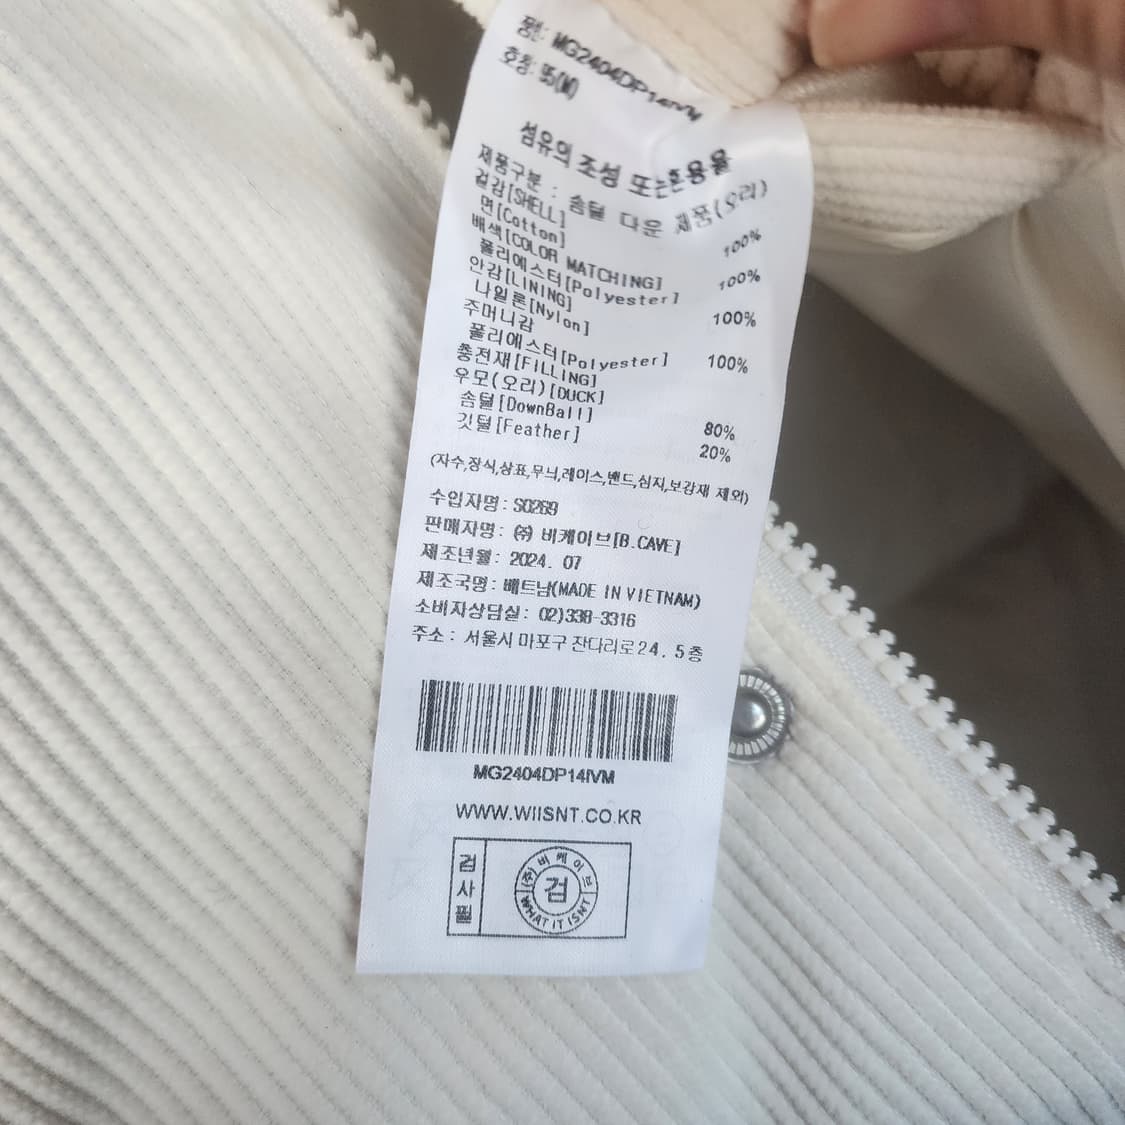 품번: MG2404DP14IVM
호칭: 95(M)
섬유의 조성 또는 혼용율
제품구분 : 솜털 다운 제품(오리)
겉감[SHELL]
면[Cotton] 100%
배색[COLOR MATCHING]
폴리에스터[Polyester] 100%
안감[LINING]
나일론[Nylon] 100%
주머니감
폴리에스터[Polyester] 100%
충전재[FILLING]
우모(오리)[DUCK]
솜털[DownBall] 80%
깃털[Feather] 20%
(자수,장식,상표,무늬,레이스,밴드,심지,보강재 제외)
수입자명: SO269
판매자명: ㈜ 비케이브[B.CAVE]
제조년월: 2024. 07
제조국명: 베트남(MADE IN VIETNAM)
소비자상담실: 02)338-3316
주소: 서울시 마포구 잔다리로24, 5층
MG2404DP14IVM
WWW.WIISNT.CO.KR
검사필
(주)비케이브
검
WHAT IT ISNT